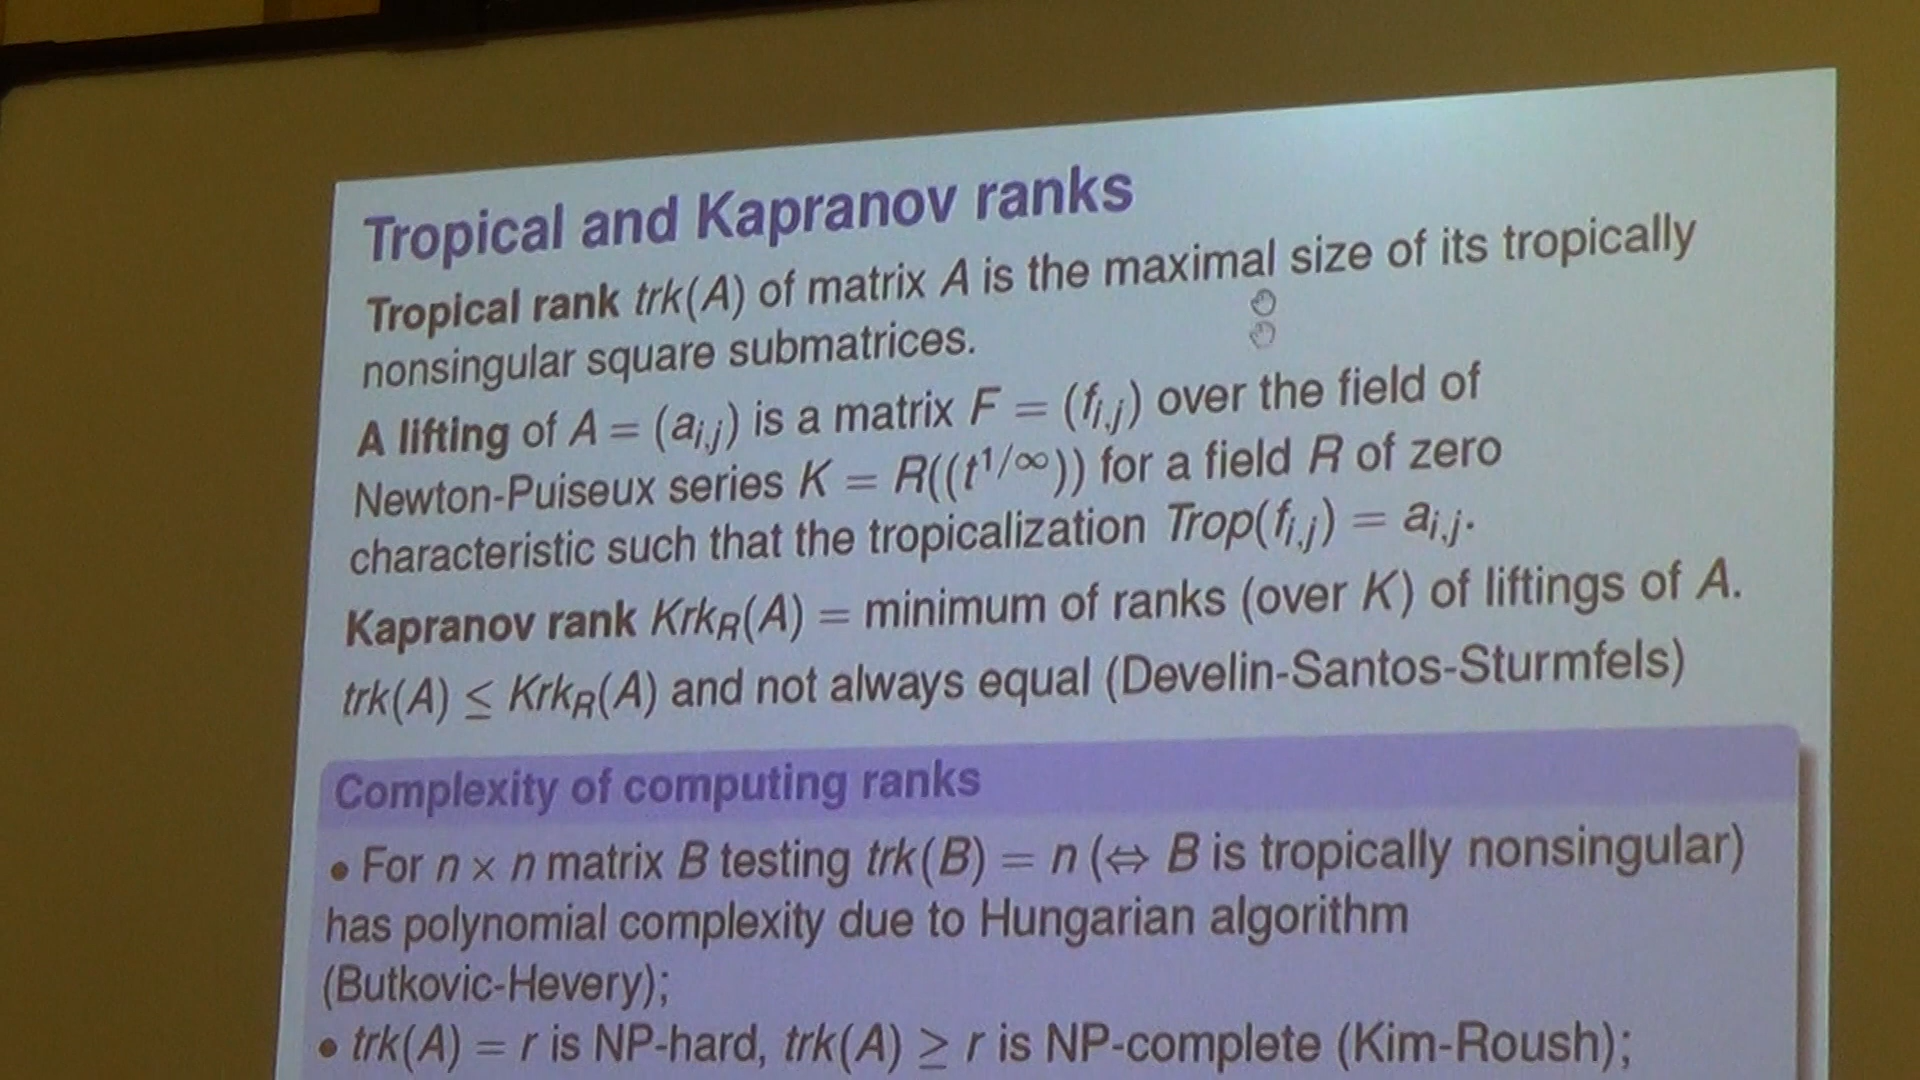 Tropical and Kapranov ranks
Tropical rank trk(A) of matrix A is the maximal size of its tropically
nonsingular square submatrices.
A lifting of A = (a_{i,j}) is a matrix F = (f_{i,j}) over the field of
Newton-Puiseux series K = R((t^{1/∞})) for a field R of zero
characteristic such that the tropicalization Trop(f_{i,j}) = a_{i,j}.
Kapranov rank Krk_R(A) = minimum of ranks (over K) of liftings of A.
trk(A) ≤ Krk_R(A) and not always equal (Develin-Santos-Sturmfels)
Complexity of computing ranks
• For n × n matrix B testing trk(B) = n (⇔ B is tropically nonsingular)
has polynomial complexity due to Hungarian algorithm
(Butkovic-Hevery);
• trk(A) = r is NP-hard, trk(A) ≥ r is NP-complete (Kim-Roush);